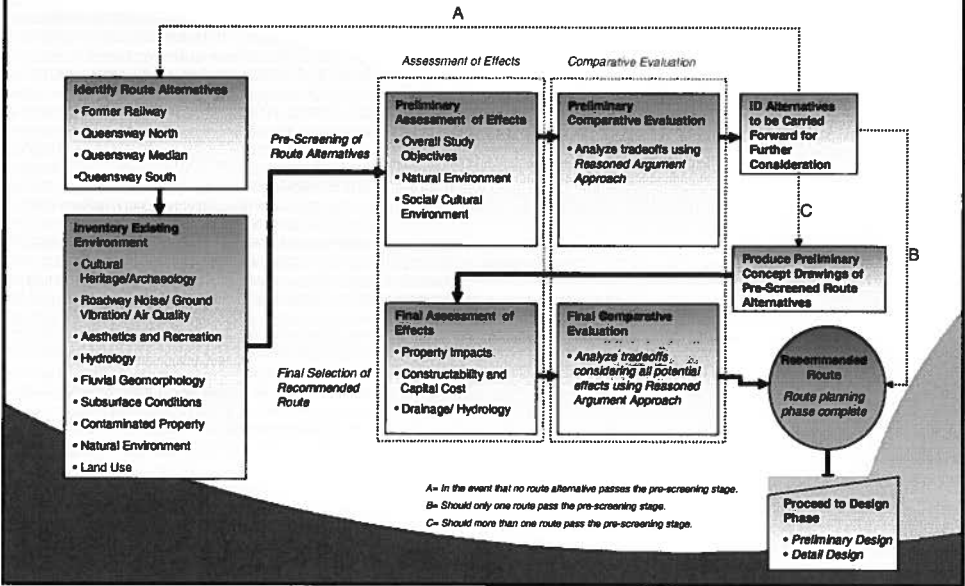 A
Assessment of Effects
Comparative Evaluation
Identify Route Alternatives
• Former Railway
• Queensway North
• Queensway Median
•Queensway South
Pre-Screening of
Route Alternatives
Preliminary
Assessment of Effects
• Overall Study
Objectives
• Natural Environment
• Social/ Cultural
Environment
Preliminary
Comparative Evaluation
• Analyze tradeoffs using
Reasoned Argument
Approach
ID Alternatives
to be Carried
Forward for
Further
Consideration
C
B
Inventory Existing
Environment
• Cultural
Heritage/Archaeology
• Roadway Noise/ Ground
Vibration/ Air Quality
• Aesthetics and Recreation
• Hydrology
• Fluvial Geomorphology
• Subsurface Conditions
• Contaminated Property
• Natural Environment
• Land Use
Produce Preliminary
Concept Drawings of
Pre-Screened Route
Alternatives
Final Selection of
Recommended
Route
Final Assessment of
Effects
• Property Impacts
• Constructability and
Capital Cost
• Drainage/ Hydrology
Final Comparative
Evaluation
• Analyze tradeoffs
considering all potential
effects using Reasoned
Argument Approach
Recommended
Route
Route planning
phase complete
A= In the event that no route alternative passes the pre-screening stage.
B= Should only one route pass the pre-screening stage.
C= Should more than one route pass the pre-screening stage.
Proceed to Design
Phase
• Preliminary Design
• Detail Design